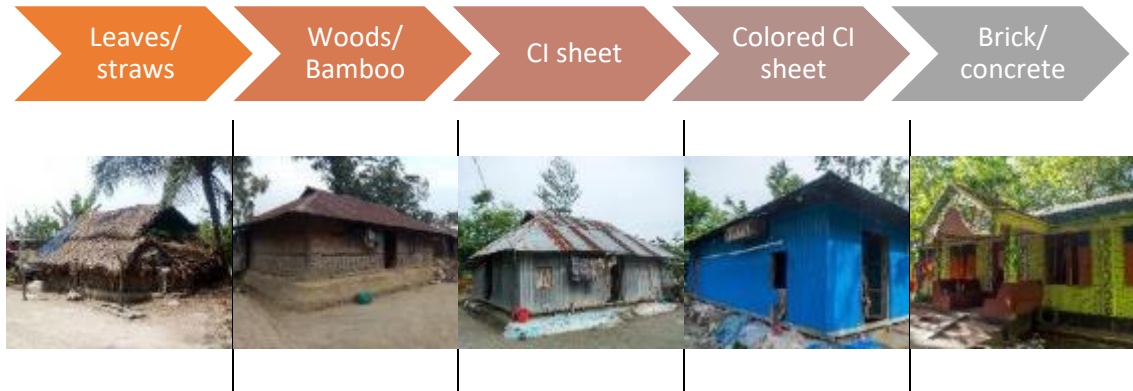 Leaves/
straws
Woods/
Bamboo
CI sheet
Colored CI
sheet
Brick/
concrete